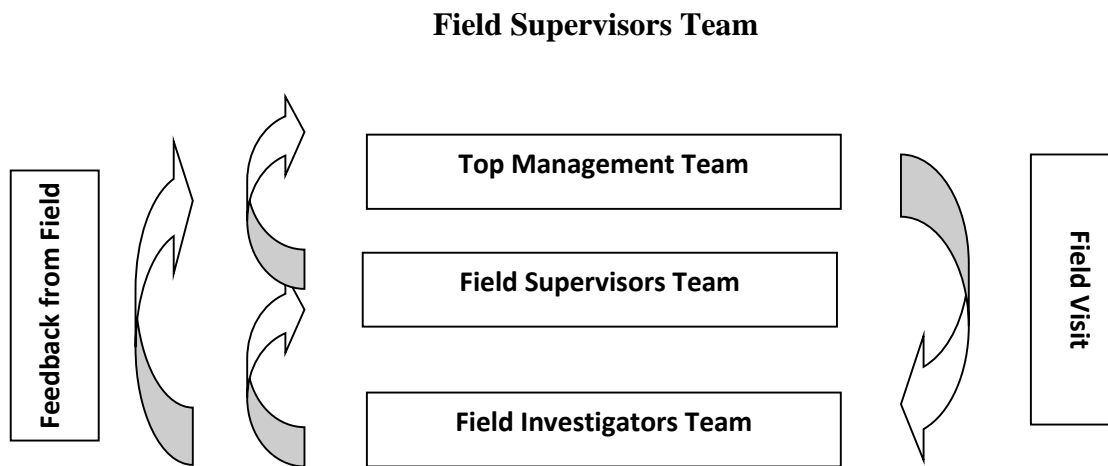 Field Supervisors Team
Top Management Team
Feedback from Field
Field Visit
Field Supervisors Team
Field Investigators Team